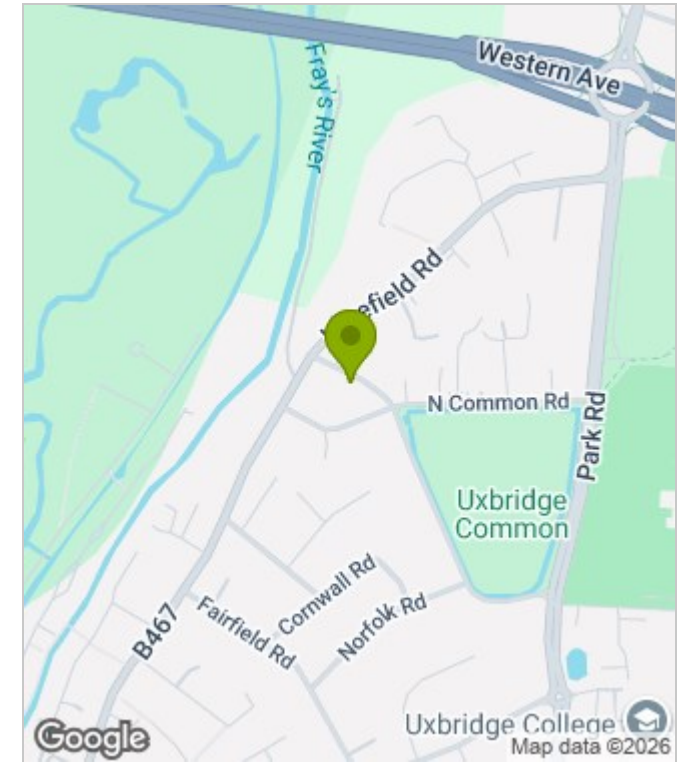 Western Ave
Fray's River
efield Rd
N Common Rd
Park Rd
Uxbridge
Common
Cornwall Rd
Norfolk Rd
Fairfield Rd
B467
Uxbridge College
Google
Map data ©2026